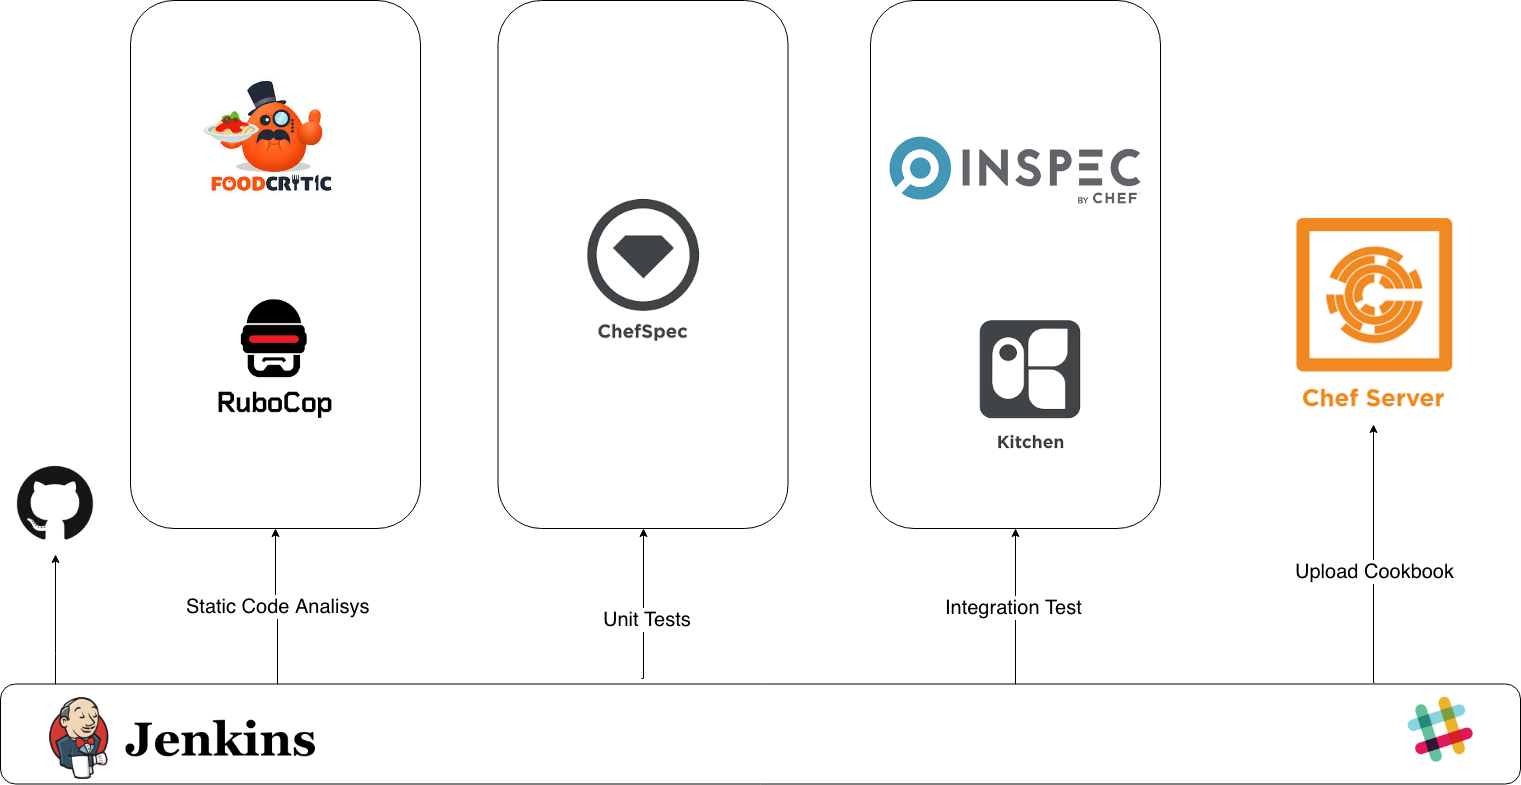 FOODCRITIC
RuboCop
ChefSpec
INSPEC
BY CHEF
Kitchen
Chef Server
Static Code Analisys
Unit Tests
Integration Test
Upload Cookbook
Jenkins